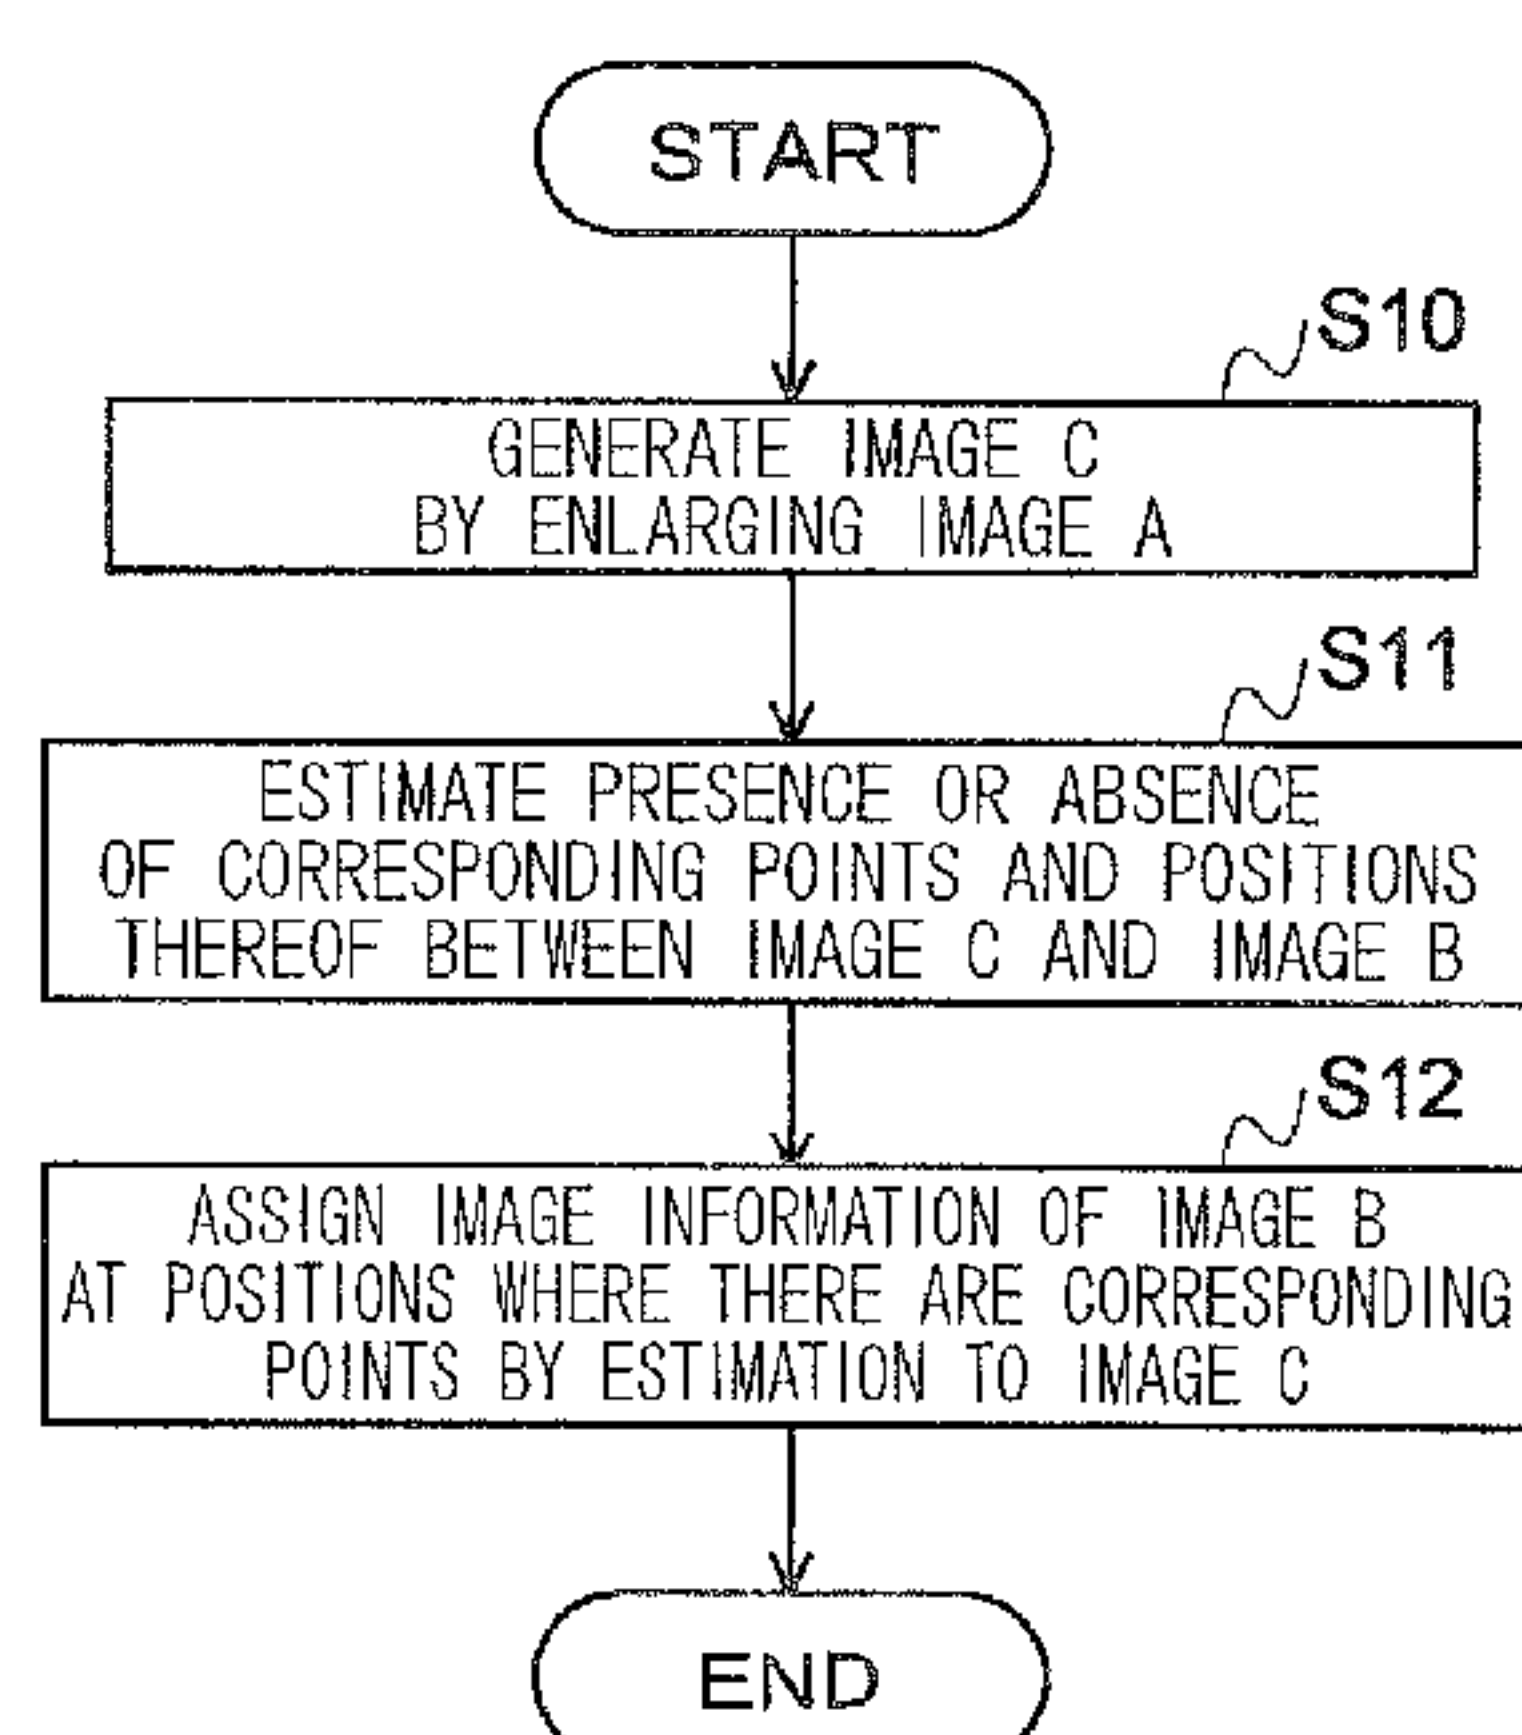 START
S10
GENERATE IMAGE C
BY ENLARGING IMAGE A
S11
ESTIMATE PRESENCE OR ABSENCE
OF CORRESPONDING POINTS AND POSITIONS
THEREOF BETWEEN IMAGE C AND IMAGE B
S12
ASSIGN IMAGE INFORMATION OF IMAGE B
AT POSITIONS WHERE THERE ARE CORRESPONDING
POINTS BY ESTIMATION TO IMAGE C
END